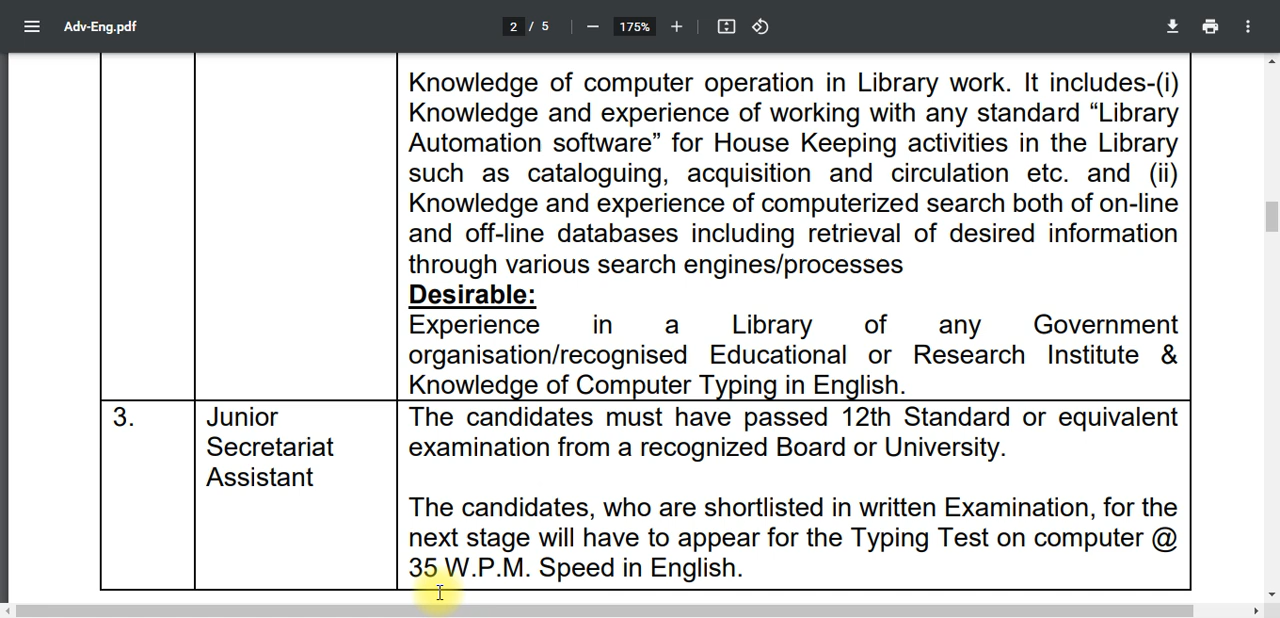 Adv-Eng.pdf
2 / 5
175%
Knowledge of computer operation in Library work. It includes-(i)
Knowledge and experience of working with any standard “Library
Automation software” for House Keeping activities in the Library
such as cataloguing, acquisition and circulation etc. and (ii)
Knowledge and experience of computerized search both of on-line
and off-line databases including retrieval of desired information
through various search engines/processes
Desirable:
Experience in a Library of any Government
organisation/recognised Educational or Research Institute &
Knowledge of Computer Typing in English.
3.
Junior
Secretariat
Assistant
The candidates must have passed 12th Standard or equivalent
examination from a recognized Board or University.
The candidates, who are shortlisted in written Examination, for the
next stage will have to appear for the Typing Test on computer @
35 W.P.M. Speed in English.